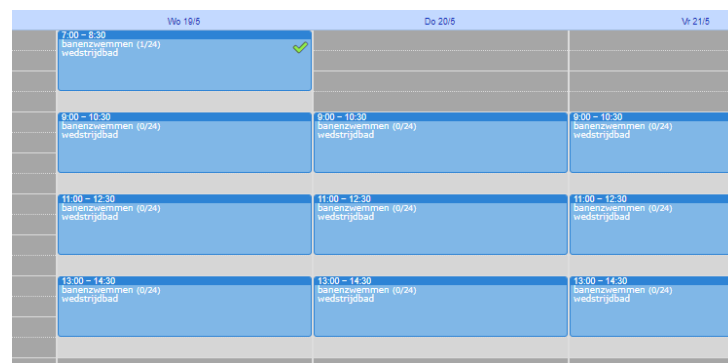 Wo 19/5
Do 20/5
Vr 21/5
7:00 – 8:30
banenzwemmen (1/24)
wedstrijdbad
9:00 – 10:30
banenzwemmen (0/24)
wedstrijdbad
9:00 – 10:30
banenzwemmen (0/24)
wedstrijdbad
9:00 – 10:30
banenzwemmen (0/24)
wedstrijdbad
11:00 – 12:30
banenzwemmen (0/24)
wedstrijdbad
11:00 – 12:30
banenzwemmen (0/24)
wedstrijdbad
11:00 – 12:30
banenzwemmen (0/24)
wedstrijdbad
13:00 – 14:30
banenzwemmen (0/24)
wedstrijdbad
13:00 – 14:30
banenzwemmen (0/24)
wedstrijdbad
13:00 – 14:30
banenzwemmen (0/24)
wedstrijdbad